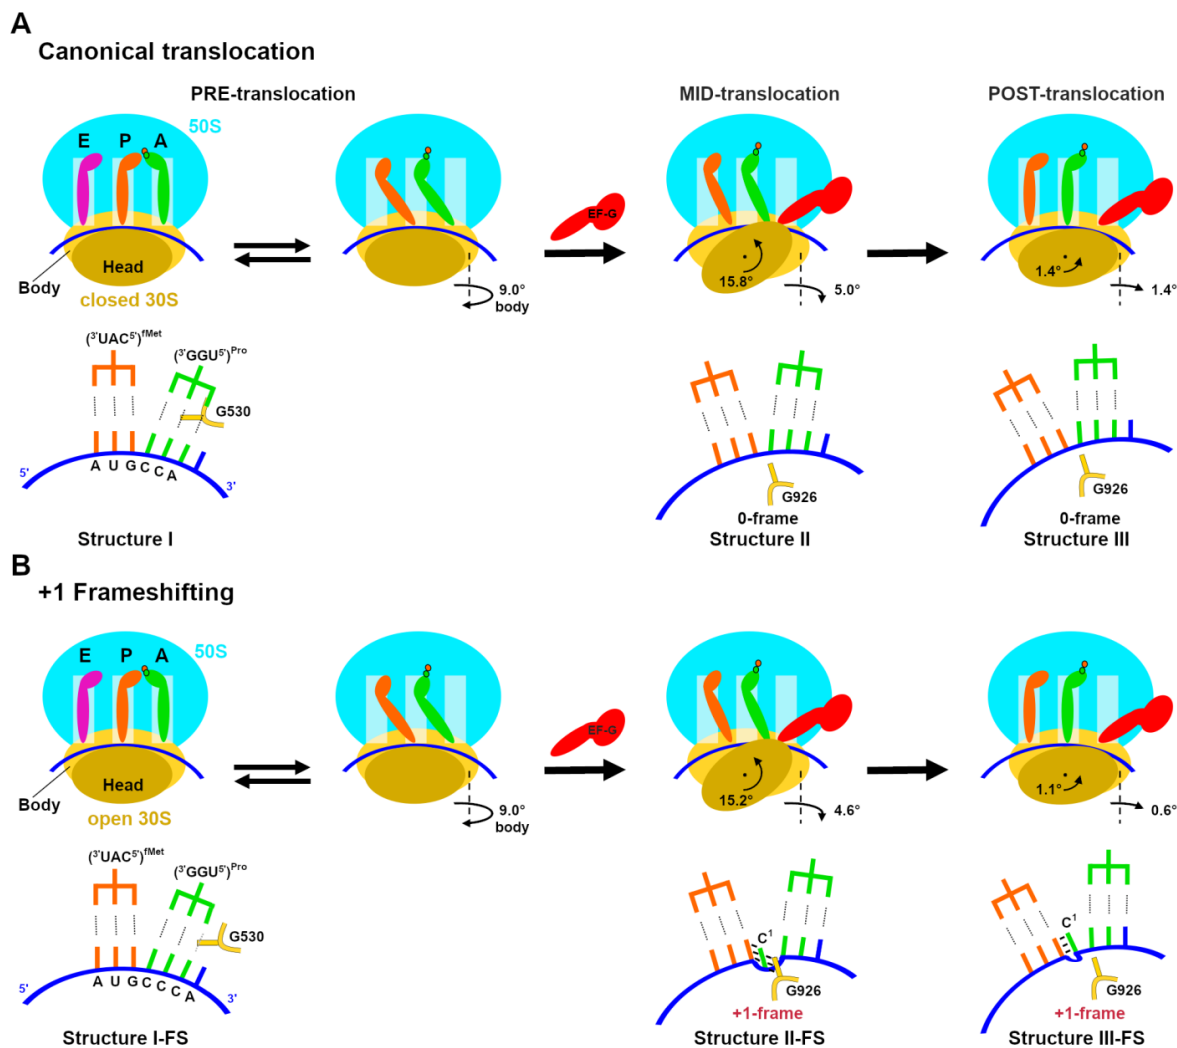 A
Canonical translocation
PRE-translocation
MID-translocation
POST-translocation
E P A
50S
EF-G
Head
Body
closed 30S
9.0°
body
15.8°
5.0°
1.4°
1.4°
(3'UAC5')fMet
(3'GGU5')Pro
G530
5'
A U G C C A
3'
G926
G926
0-frame
0-frame
Structure I
Structure II
Structure III
B
+1 Frameshifting
E P A
50S
EF-G
Head
Body
open 30S
9.0°
body
15.2°
4.6°
1.1°
0.6°
(3'UAC5')fMet
(3'GGU5')Pro
G530
C1
C1
5'
A U G C C C A
3'
G926
G926
+1-frame
+1-frame
Structure I-FS
Structure II-FS
Structure III-FS